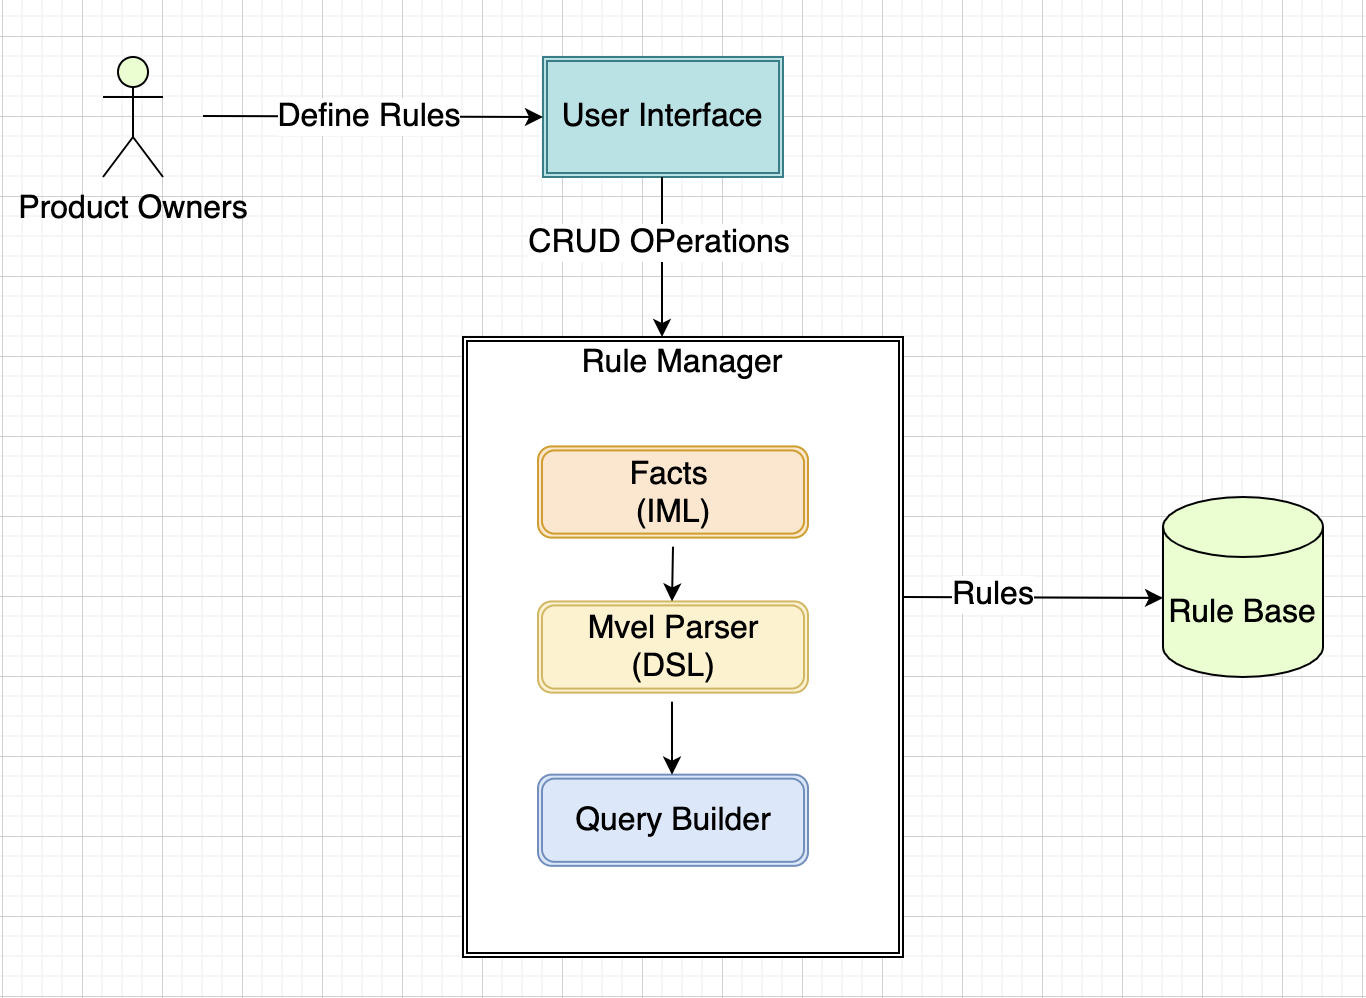 Define Rules
User Interface
Product Owners
CRUD OPerations
Rule Manager
Facts
(IML)
Mvel Parser
(DSL)
Query Builder
Rules
Rule Base